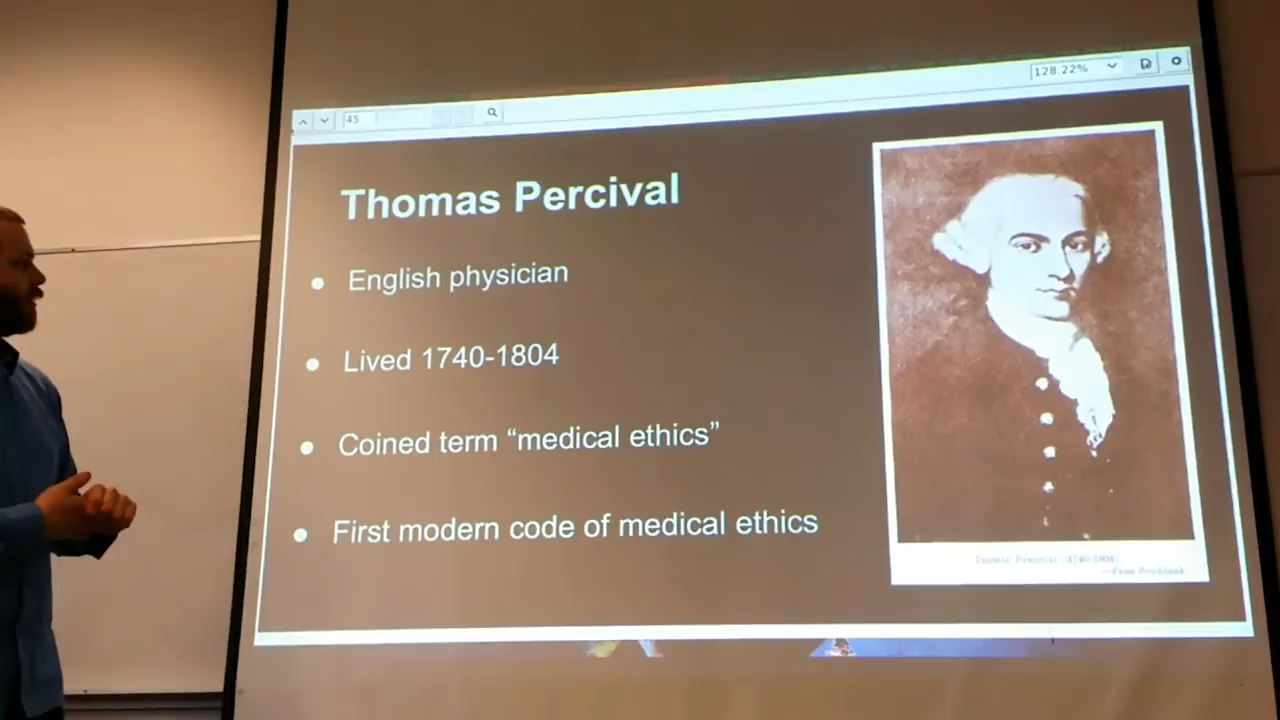 128.22%
45
Thomas Percival
English physician
Lived 1740-1804
Coined term “medical ethics”
First modern code of medical ethics
Thomas Percival (1740-1804)
—From Brockbank